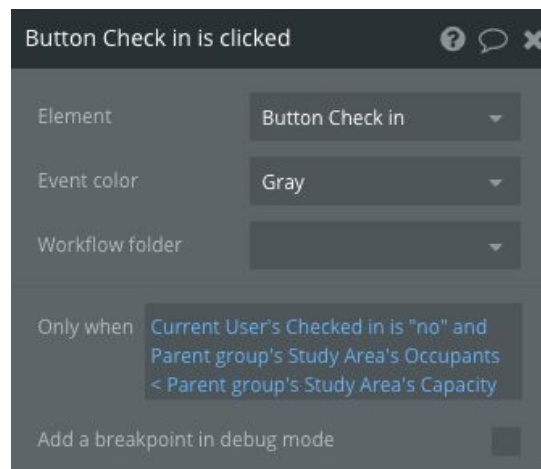 Button Check in is clicked
Element
Button Check in
Event color
Gray
Workflow folder
Only when
Current User's Checked in is "no" and
Parent group's Study Area's Occupants
< Parent group's Study Area's Capacity
Add a breakpoint in debug mode